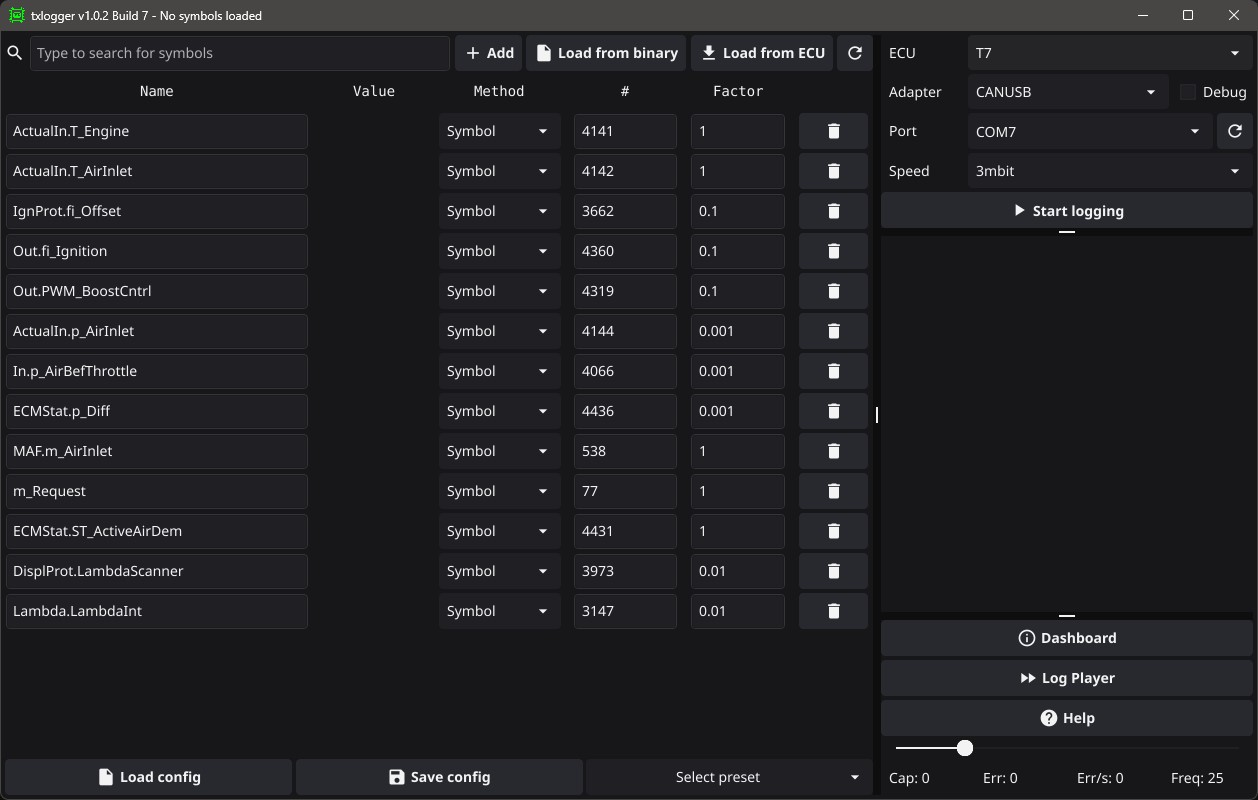 txlogger v1.0.2 Build 7 - No symbols loaded
Type to search for symbols
Add
Load from binary
Load from ECU
Name Value Method # Factor
ActualIn.T_Engine Symbol 4141 1
ActualIn.T_AirInlet Symbol 4142 1
IgnProt.fi_Offset Symbol 3662 0.1
Out.fi_Ignition Symbol 4360 0.1
Out.PWM_BoostCntrl Symbol 4319 0.1
ActualIn.p_AirInlet Symbol 4144 0.001
In.p_AirBefThrottle Symbol 4066 0.001
ECMStat.p_Diff Symbol 4436 0.001
MAF.m_AirInlet Symbol 538 1
m_Request Symbol 77 1
ECMStat.ST_ActiveAirDem Symbol 4431 1
DisplProt.LambdaScanner Symbol 3973 0.01
Lambda.LambdaInt Symbol 3147 0.01
Load config
Save config
Select preset
ECU T7
Adapter CANUSB Debug
Port COM7
Speed 3mbit
Start logging
Dashboard
Log Player
Help
Cap: 0 Err: 0 Err/s: 0 Freq: 25